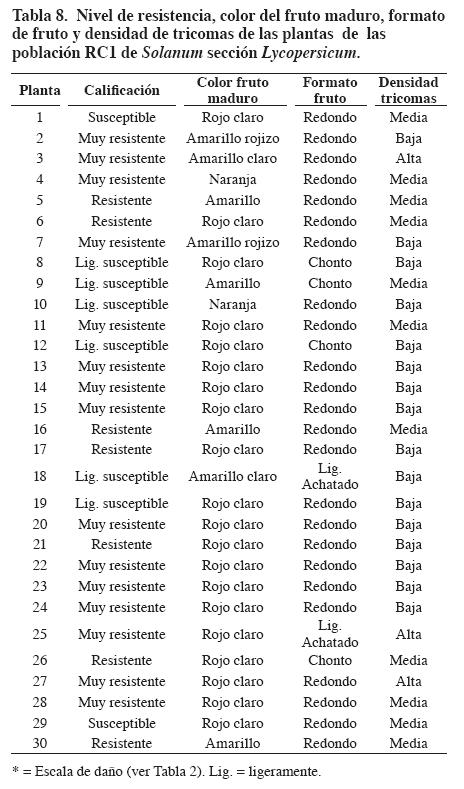 Tabla 8. Nivel de resistencia, color del fruto maduro, formato
de fruto y densidad de tricomas de las plantas de las
población RC1 de Solanum sección Lycopersicum.
Planta Calificación Color fruto maduro Formato fruto Densidad tricomas
1 Susceptible Rojo claro Redondo Media
2 Muy resistente Amarillo rojizo Redondo Baja
3 Muy resistente Amarillo claro Redondo Alta
4 Muy resistente Naranja Redondo Media
5 Resistente Amarillo Redondo Media
6 Resistente Rojo claro Redondo Media
7 Muy resistente Amarillo rojizo Redondo Baja
8 Lig. susceptible Rojo claro Chonto Baja
9 Lig. susceptible Amarillo Chonto Media
10 Lig. susceptible Naranja Redondo Baja
11 Muy resistente Rojo claro Redondo Media
12 Lig. susceptible Rojo claro Chonto Baja
13 Muy resistente Rojo claro Redondo Baja
14 Muy resistente Rojo claro Redondo Baja
15 Muy resistente Rojo claro Redondo Baja
16 Resistente Amarillo Redondo Media
17 Resistente Rojo claro Redondo Baja
18 Lig. susceptible Amarillo claro Lig. Achatado Baja
19 Lig. susceptible Rojo claro Redondo Baja
20 Muy resistente Rojo claro Redondo Baja
21 Resistente Rojo claro Redondo Baja
22 Muy resistente Rojo claro Redondo Baja
23 Muy resistente Rojo claro Redondo Baja
24 Muy resistente Rojo claro Redondo Baja
25 Muy resistente Rojo claro Lig. Achatado Alta
26 Resistente Rojo claro Chonto Media
27 Muy resistente Rojo claro Redondo Alta
28 Muy resistente Rojo claro Redondo Media
29 Susceptible Rojo claro Redondo Media
30 Resistente Amarillo Redondo Media
* = Escala de daño (ver Tabla 2). Lig. = ligeramente.